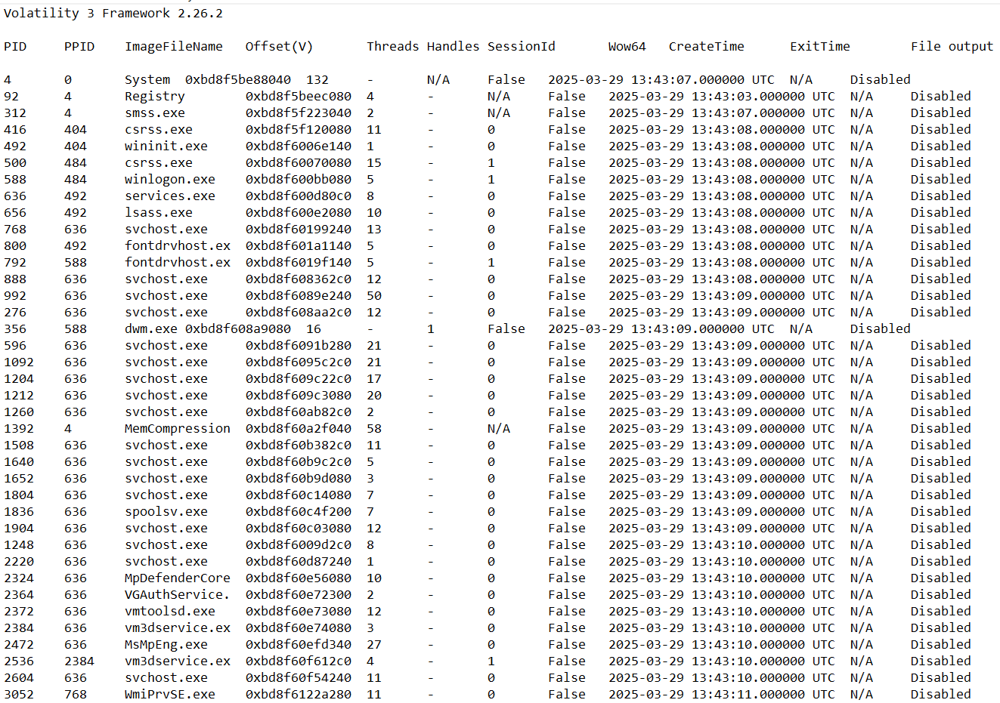 Volatility 3 Framework 2.26.2
PID PPID ImageFileName Offset(V) Threads Handles SessionId Wow64 CreateTime ExitTime File output
4 0 System 0xbd8f5be88040 132 - N/A False 2025-03-29 13:43:07.000000 UTC N/A Disabled
92 4 Registry 0xbd8f5beec080 4 - N/A False 2025-03-29 13:43:03.000000 UTC N/A Disabled
312 4 smss.exe 0xbd8f5f223040 2 - N/A False 2025-03-29 13:43:07.000000 UTC N/A Disabled
416 404 csrss.exe 0xbd8f5f120080 11 - 0 False 2025-03-29 13:43:08.000000 UTC N/A Disabled
492 404 wininit.exe 0xbd8f6006e140 1 - 0 False 2025-03-29 13:43:08.000000 UTC N/A Disabled
500 484 csrss.exe 0xbd8f60070080 15 - 1 False 2025-03-29 13:43:08.000000 UTC N/A Disabled
588 484 winlogon.exe 0xbd8f600bb080 5 - 1 False 2025-03-29 13:43:08.000000 UTC N/A Disabled
636 492 services.exe 0xbd8f600d80c0 8 - 0 False 2025-03-29 13:43:08.000000 UTC N/A Disabled
656 492 lsass.exe 0xbd8f600e2080 10 - 0 False 2025-03-29 13:43:08.000000 UTC N/A Disabled
768 636 svchost.exe 0xbd8f60199240 13 - 0 False 2025-03-29 13:43:08.000000 UTC N/A Disabled
800 492 fontdrvhost.ex 0xbd8f601a1140 5 - 0 False 2025-03-29 13:43:08.000000 UTC N/A Disabled
792 588 fontdrvhost.ex 0xbd8f6019f140 5 - 1 False 2025-03-29 13:43:08.000000 UTC N/A Disabled
888 636 svchost.exe 0xbd8f608362c0 12 - 0 False 2025-03-29 13:43:08.000000 UTC N/A Disabled
992 636 svchost.exe 0xbd8f6089e240 50 - 0 False 2025-03-29 13:43:09.000000 UTC N/A Disabled
276 636 svchost.exe 0xbd8f608aa2c0 12 - 0 False 2025-03-29 13:43:09.000000 UTC N/A Disabled
356 588 dwm.exe 0xbd8f608a9080 16 - 1 False 2025-03-29 13:43:09.000000 UTC N/A Disabled
596 636 svchost.exe 0xbd8f6091b280 21 - 0 False 2025-03-29 13:43:09.000000 UTC N/A Disabled
1092 636 svchost.exe 0xbd8f6095c2c0 21 - 0 False 2025-03-29 13:43:09.000000 UTC N/A Disabled
1204 636 svchost.exe 0xbd8f609c22c0 17 - 0 False 2025-03-29 13:43:09.000000 UTC N/A Disabled
1212 636 svchost.exe 0xbd8f609c3080 20 - 0 False 2025-03-29 13:43:09.000000 UTC N/A Disabled
1260 636 svchost.exe 0xbd8f60ab82c0 2 - 0 False 2025-03-29 13:43:09.000000 UTC N/A Disabled
1392 4 MemCompression 0xbd8f60a2f040 58 - N/A False 2025-03-29 13:43:09.000000 UTC N/A Disabled
1508 636 svchost.exe 0xbd8f60b382c0 11 - 0 False 2025-03-29 13:43:09.000000 UTC N/A Disabled
1640 636 svchost.exe 0xbd8f60b9c2c0 5 - 0 False 2025-03-29 13:43:09.000000 UTC N/A Disabled
1652 636 svchost.exe 0xbd8f60b9d080 3 - 0 False 2025-03-29 13:43:09.000000 UTC N/A Disabled
1804 636 svchost.exe 0xbd8f60c14080 7 - 0 False 2025-03-29 13:43:09.000000 UTC N/A Disabled
1836 636 spoolsv.exe 0xbd8f60c4f200 7 - 0 False 2025-03-29 13:43:09.000000 UTC N/A Disabled
1904 636 svchost.exe 0xbd8f60c03080 12 - 0 False 2025-03-29 13:43:09.000000 UTC N/A Disabled
1248 636 svchost.exe 0xbd8f6009d2c0 8 - 0 False 2025-03-29 13:43:10.000000 UTC N/A Disabled
2220 636 svchost.exe 0xbd8f60d87240 1 - 0 False 2025-03-29 13:43:10.000000 UTC N/A Disabled
2324 636 MpDefenderCore 0xbd8f60e56080 10 - 0 False 2025-03-29 13:43:10.000000 UTC N/A Disabled
2364 636 VGAuthService. 0xbd8f60e72300 2 - 0 False 2025-03-29 13:43:10.000000 UTC N/A Disabled
2372 636 vmtoolsd.exe 0xbd8f60e73080 12 - 0 False 2025-03-29 13:43:10.000000 UTC N/A Disabled
2384 636 vm3dservice.ex 0xbd8f60e74080 3 - 0 False 2025-03-29 13:43:10.000000 UTC N/A Disabled
2472 636 MsMpEng.exe 0xbd8f60efd340 27 - 0 False 2025-03-29 13:43:10.000000 UTC N/A Disabled
2536 2384 vm3dservice.ex 0xbd8f60f612c0 4 - 1 False 2025-03-29 13:43:10.000000 UTC N/A Disabled
2604 636 svchost.exe 0xbd8f60f54240 11 - 0 False 2025-03-29 13:43:10.000000 UTC N/A Disabled
3052 768 WmiPrvSE.exe 0xbd8f6122a280 11 - 0 False 2025-03-29 13:43:11.000000 UTC N/A Disabled